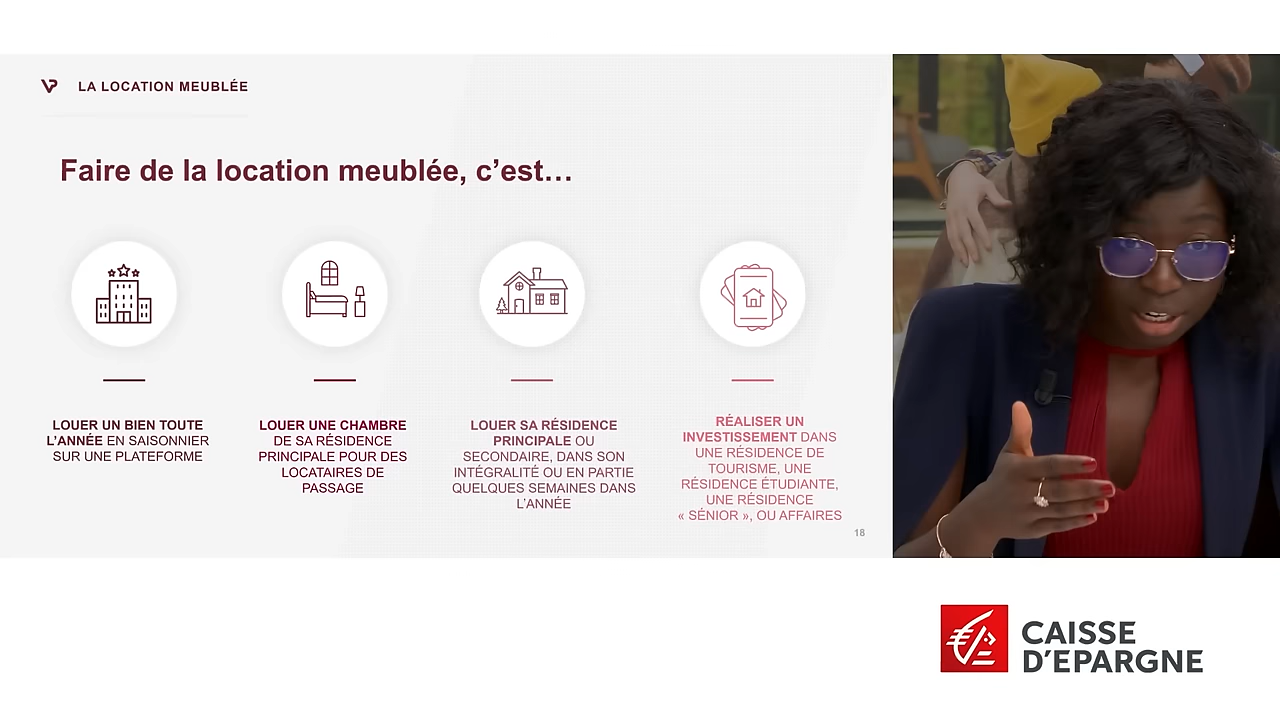 LA LOCATION MEUBLÉE
Faire de la location meublée, c’est…
LOUER UN BIEN TOUTE
L’ANNÉE EN SAISONNIER
SUR UNE PLATEFORME
LOUER UNE CHAMBRE
DE SA RÉSIDENCE
PRINCIPALE POUR DES
LOCATAIRES DE
PASSAGE
LOUER SA RÉSIDENCE
PRINCIPALE OU
SECONDAIRE, DANS SON
INTÉGRALITÉ OU EN PARTIE
QUELQUES SEMAINES DANS
L’ANNÉE
RÉALISER UN
INVESTISSEMENT DANS
UNE RÉSIDENCE DE
TOURISME, UNE
RÉSIDENCE ÉTUDIANTE,
UNE RÉSIDENCE
« SÉNIOR », OU AFFAIRES
18
CAISSE
D’EPARGNE